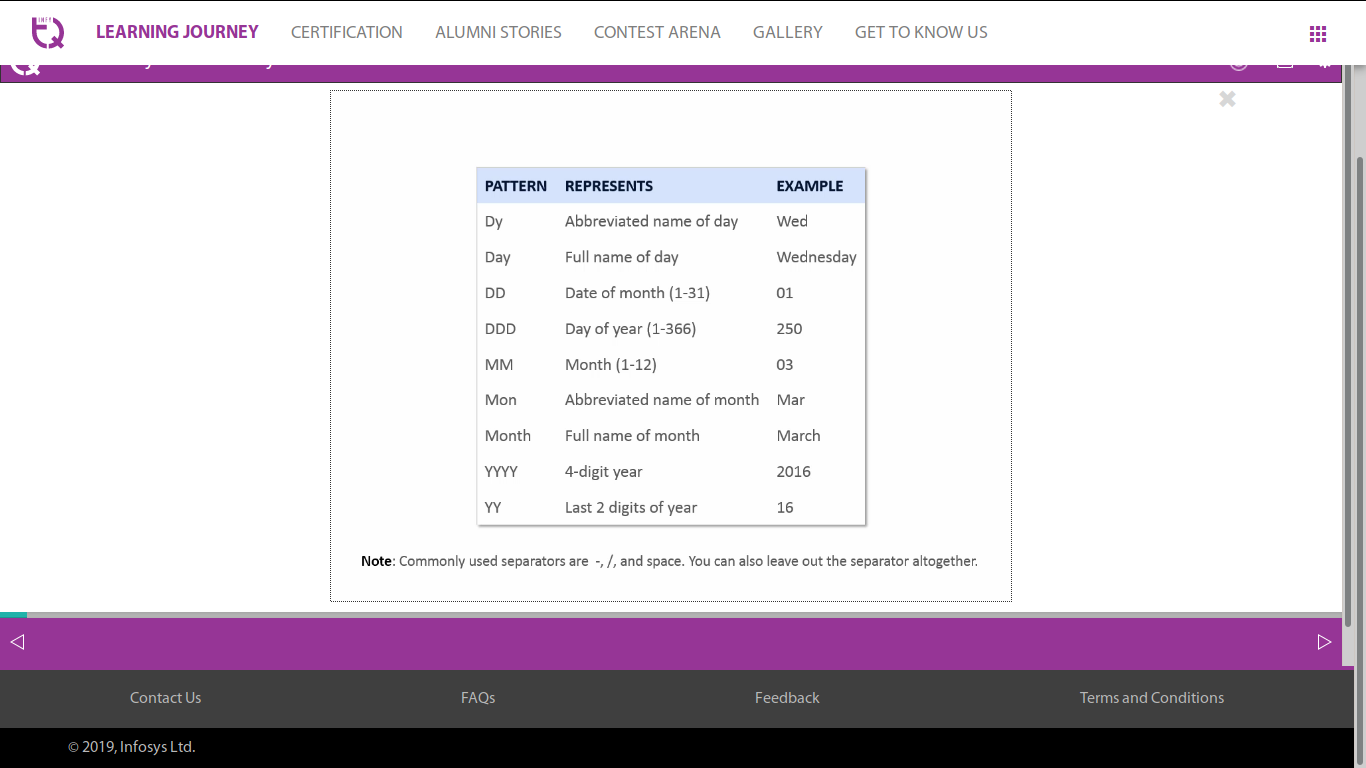 INFY
TQ
LEARNING JOURNEY CERTIFICATION ALUMNI STORIES CONTEST ARENA GALLERY GET TO KNOW US
PATTERN REPRESENTS EXAMPLE
Dy Abbreviated name of day Wed
Day Full name of day Wednesday
DD Date of month (1-31) 01
DDD Day of year (1-366) 250
MM Month (1-12) 03
Mon Abbreviated name of month Mar
Month Full name of month March
YYYY 4-digit year 2016
YY Last 2 digits of year 16
Note: Commonly used separators are -, /, and space. You can also leave out the separator altogether.
Contact Us FAQs Feedback Terms and Conditions
© 2019, Infosys Ltd.